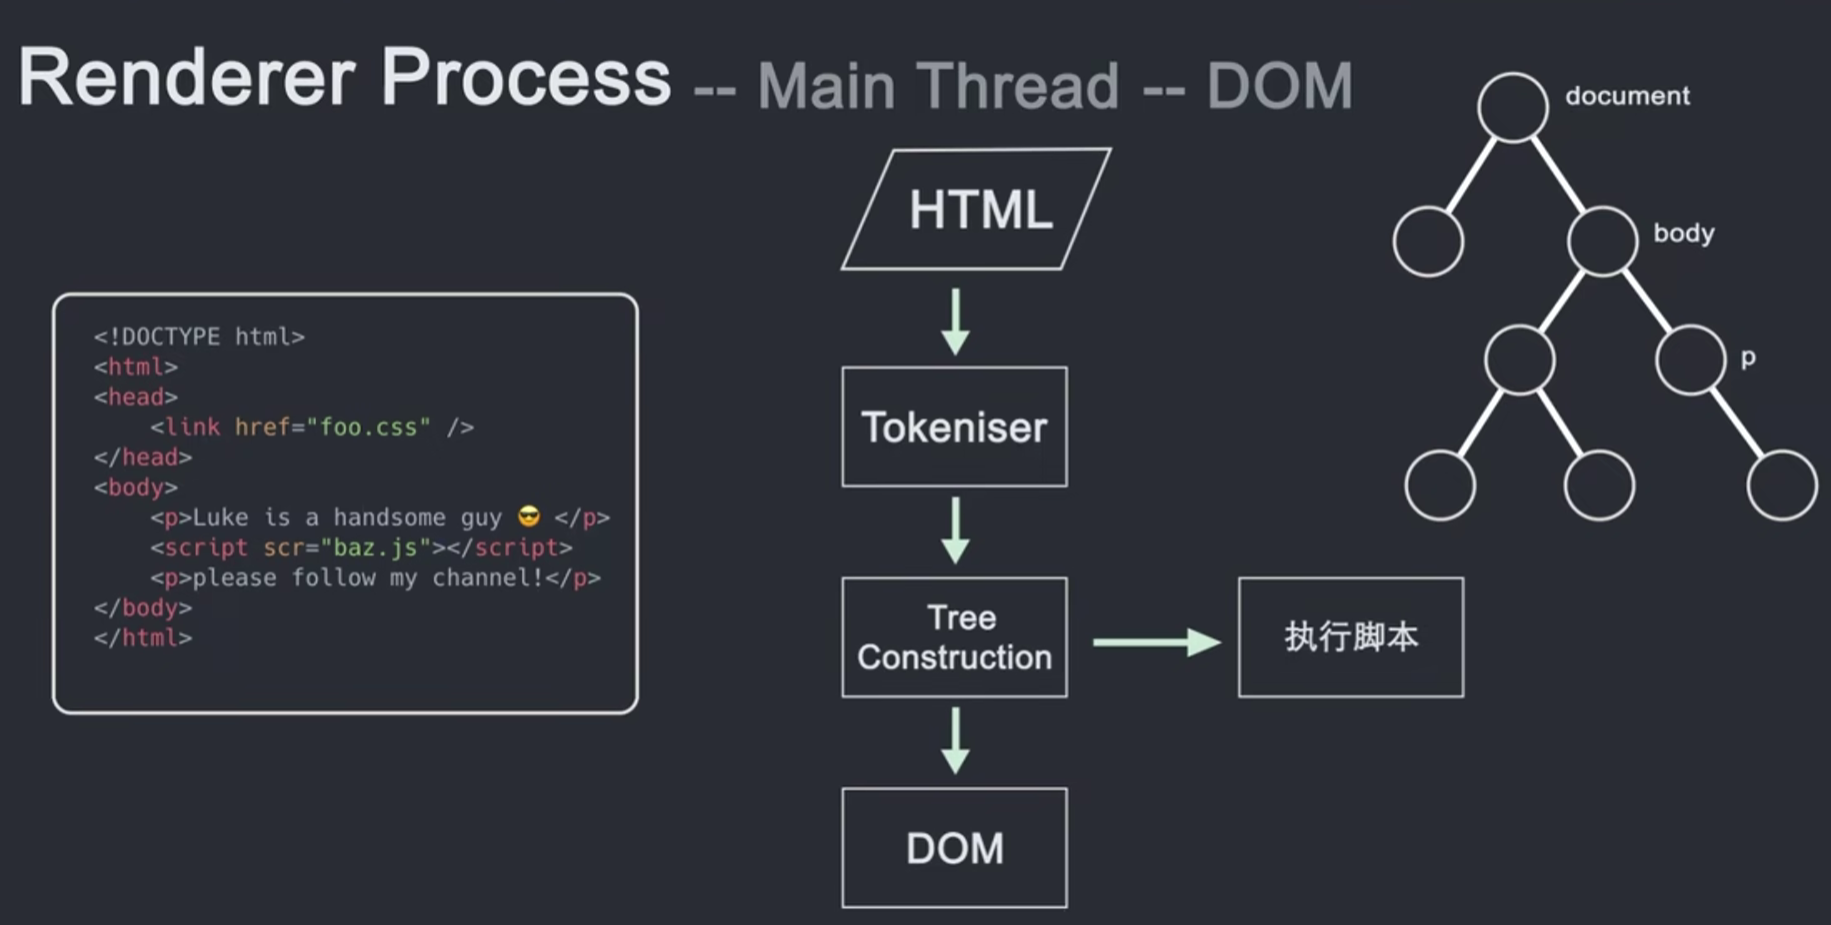 Renderer Process -- Main Thread -- DOM
<!DOCTYPE html>
<html>
<head>
<link href="foo.css" />
</head>
<body>
<p>Luke is a handsome guy 😎 </p>
<script scr="baz.js"></script>
<p>please follow my channel!</p>
</body>
</html>
HTML
Tokeniser
Tree
Construction
执行脚本
DOM
document
body
p